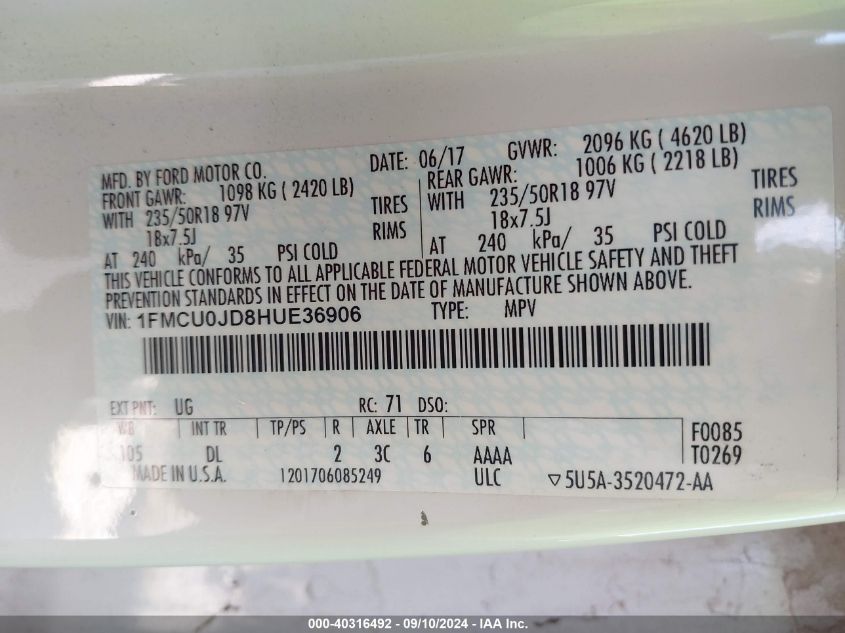 MFD. BY FORD MOTOR CO. DATE: 06/17 GVWR: 2096 KG ( 4620 LB)
FRONT GAWR: 1098 KG ( 2420 LB) REAR GAWR: 1006 KG ( 2218 LB)
WITH 235/50R18 97V TIRES WITH 235/50R18 97V TIRES
18x7.5J RIMS 18x7.5J RIMS
AT 240 kPa/ 35 PSI COLD AT 240 kPa/ 35 PSI COLD
THIS VEHICLE CONFORMS TO ALL APPLICABLE FEDERAL MOTOR VEHICLE SAFETY AND THEFT
PREVENTION STANDARDS IN EFFECT ON THE DATE OF MANUFACTURE SHOWN ABOVE.
VIN: 1FMCU0JD8HUE36906 TYPE: MPV
EXT PNT: UG RC: 71 DSO:
WB INT TR TP/PS R AXLE TR SPR F0085
105 DL 2 3C 6 AAAA T0269
MADE IN U.S.A. 1201706085249 ULC ▽5U5A-3520472-AA
000-40316492 - 09/10/2024 - IAA Inc.